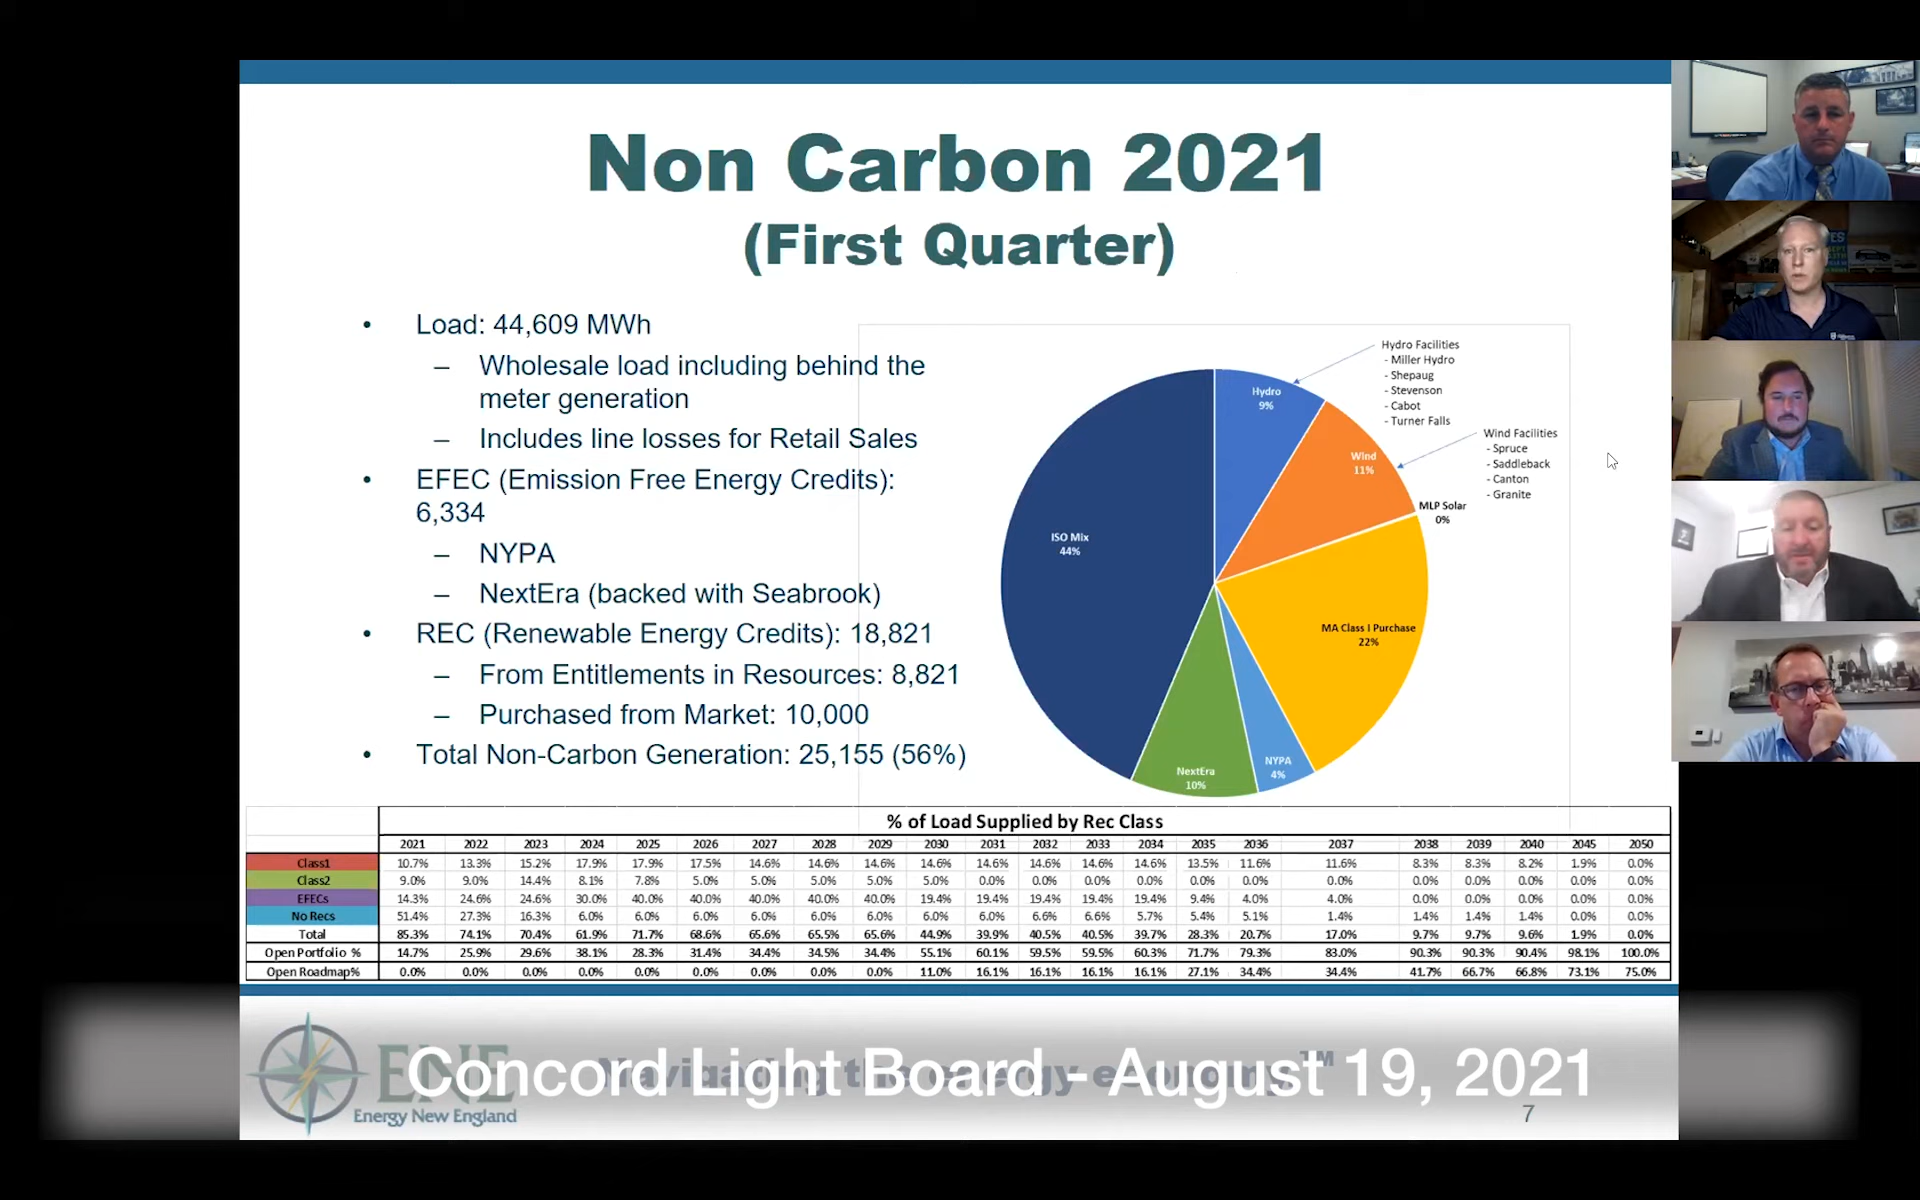 Non Carbon 2021
(First Quarter)
• Load: 44,609 MWh
– Wholesale load including behind the
meter generation
– Includes line losses for Retail Sales
• EFEC (Emission Free Energy Credits):
6,334
– NYPA
– NextEra (backed with Seabrook)
• REC (Renewable Energy Credits): 18,821
– From Entitlements in Resources: 8,821
– Purchased from Market: 10,000
• Total Non-Carbon Generation: 25,155 (56%)
Hydro
9%
Wind
11%
MLP Solar
0%
MA Class I Purchase
22%
NYPA
4%
NextEra
10%
ISO Mix
44%
Hydro Facilities
- Miller Hydro
- Shepaug
- Stevenson
- Cabot
- Turner Falls
Wind Facilities
- Spruce
- Saddleback
- Canton
- Granite
% of Load Supplied by Rec Class
2021 2022 2023 2024 2025 2026 2027 2028 2029 2030 2031 2032 2033 2034 2035 2036 2037 2038 2039 2040 2045 2050
Class1 10.7% 13.3% 15.2% 17.9% 17.9% 17.5% 14.6% 14.6% 14.6% 14.6% 14.6% 14.6% 14.6% 14.6% 13.5% 11.6% 11.6% 8.3% 8.3% 8.2% 1.9% 0.0%
Class2 9.0% 9.0% 14.4% 8.1% 7.8% 5.0% 5.0% 5.0% 5.0% 5.0% 0.0% 0.0% 0.0% 0.0% 0.0% 0.0% 0.0% 0.0% 0.0% 0.0% 0.0% 0.0%
EFECs 14.3% 24.6% 24.6% 30.0% 40.0% 40.0% 40.0% 40.0% 40.0% 19.4% 19.4% 19.4% 19.4% 19.4% 9.4% 4.0% 4.0% 0.0% 0.0% 0.0% 0.0% 0.0%
No Recs 51.4% 27.3% 16.3% 6.0% 6.0% 6.0% 6.0% 6.0% 6.0% 6.0% 6.0% 6.6% 6.6% 5.7% 5.4% 5.1% 1.4% 1.4% 1.4% 1.4% 0.0% 0.0%
Total 85.3% 74.1% 70.4% 61.9% 71.7% 68.6% 65.6% 65.5% 65.6% 44.9% 39.9% 40.5% 40.5% 39.7% 28.3% 20.7% 17.0% 9.7% 9.7% 9.6% 1.9% 0.0%
Open Portfolio % 14.7% 25.9% 29.6% 38.1% 28.3% 31.4% 34.4% 34.5% 34.4% 55.1% 60.1% 59.5% 59.5% 60.3% 71.7% 79.3% 83.0% 90.3% 90.3% 90.4% 98.1% 100.0%
Open Roadmap% 0.0% 0.0% 0.0% 0.0% 0.0% 0.0% 0.0% 0.0% 0.0% 11.0% 16.1% 16.1% 16.1% 16.1% 27.1% 34.4% 34.4% 41.7% 66.7% 66.8% 73.1% 75.0%
ENE
Energy New England
Navigating the energy economy™
Concord Light Board - August 19, 2021
7